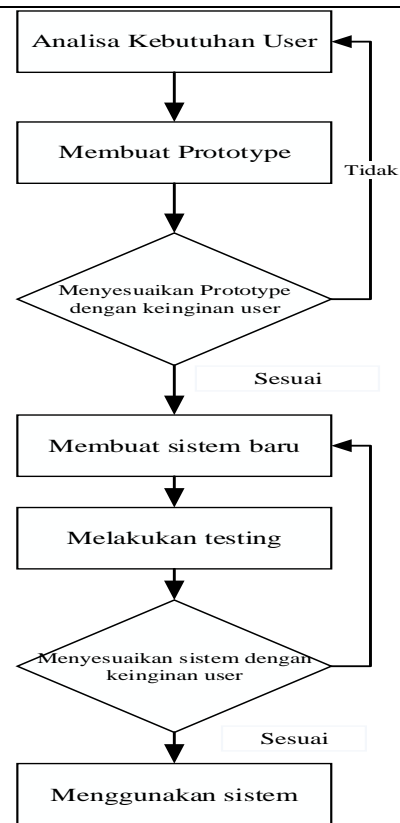 Analisa Kebutuhan User
Membuat Prototype
Tidak
Menyesuaikan Prototype
dengan keinginan user
Sesuai
Membuat sistem baru
Melakukan testing
Menyesuaikan sistem dengan
keinginan user
Sesuai
Menggunakan sistem